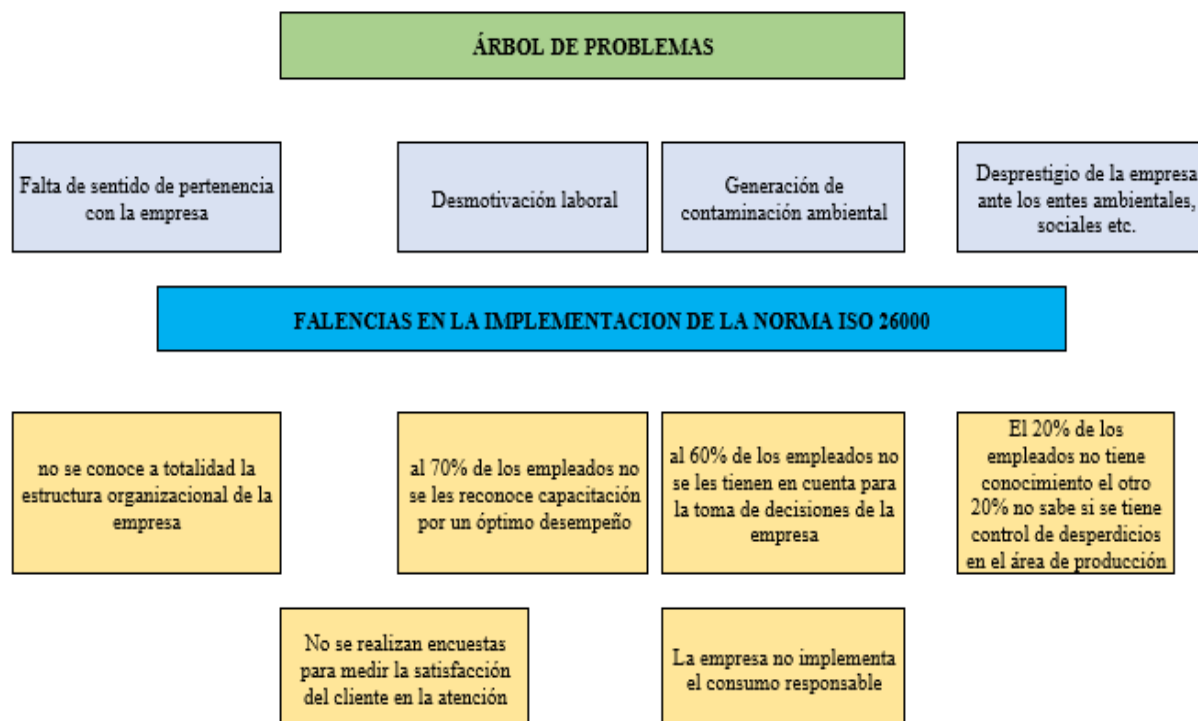 ÁRBOL DE PROBLEMAS
Falta de sentido de pertenencia
con la empresa
Desmotivación laboral
Generación de
contaminación ambiental
Desprestigio de la empresa
ante los entes ambientales,
sociales etc.
FALENCIAS EN LA IMPLEMENTACION DE LA NORMA ISO 26000
no se conoce a totalidad la
estructura organizacional de la
empresa
al 70% de los empleados no
se les reconoce capacitación
por un óptimo desempeño
al 60% de los empleados no
se les tienen en cuenta para
la toma de decisiones de la
empresa
El 20% de los
empleados no tiene
conocimiento el otro
20% no sabe si se tiene
control de desperdicios
en el área de producción
No se realizan encuestas
para medir la satisfacción
del cliente en la atención
La empresa no implementa
el consumo responsable